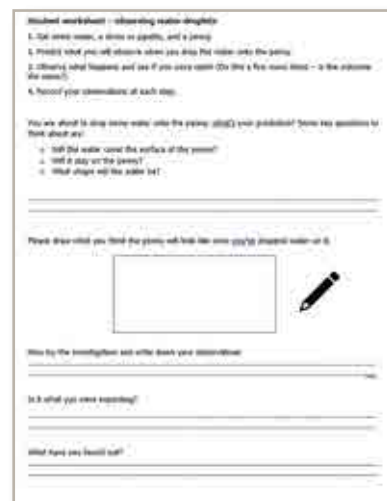 Student worksheet – observing water droplets
1. Get some water, a straw or pipette, and a penny.
2. Predict what you will observe when you drop the water onto the penny.
3. Observe what happens and see if you were right! (Do this a few more times – is the outcome
the same?)
4. Record your observations at each step.
You are about to drop some water onto the penny, what's your prediction? Some key questions to
think about are:
Will the water cover the surface of the penny?
Will it stay on the penny?
What shape will the water be?
Please draw what you think the penny will look like once you've dropped water on it.
Now try the investigation and write down your observations
Is it what you were expecting?
What have you found out?